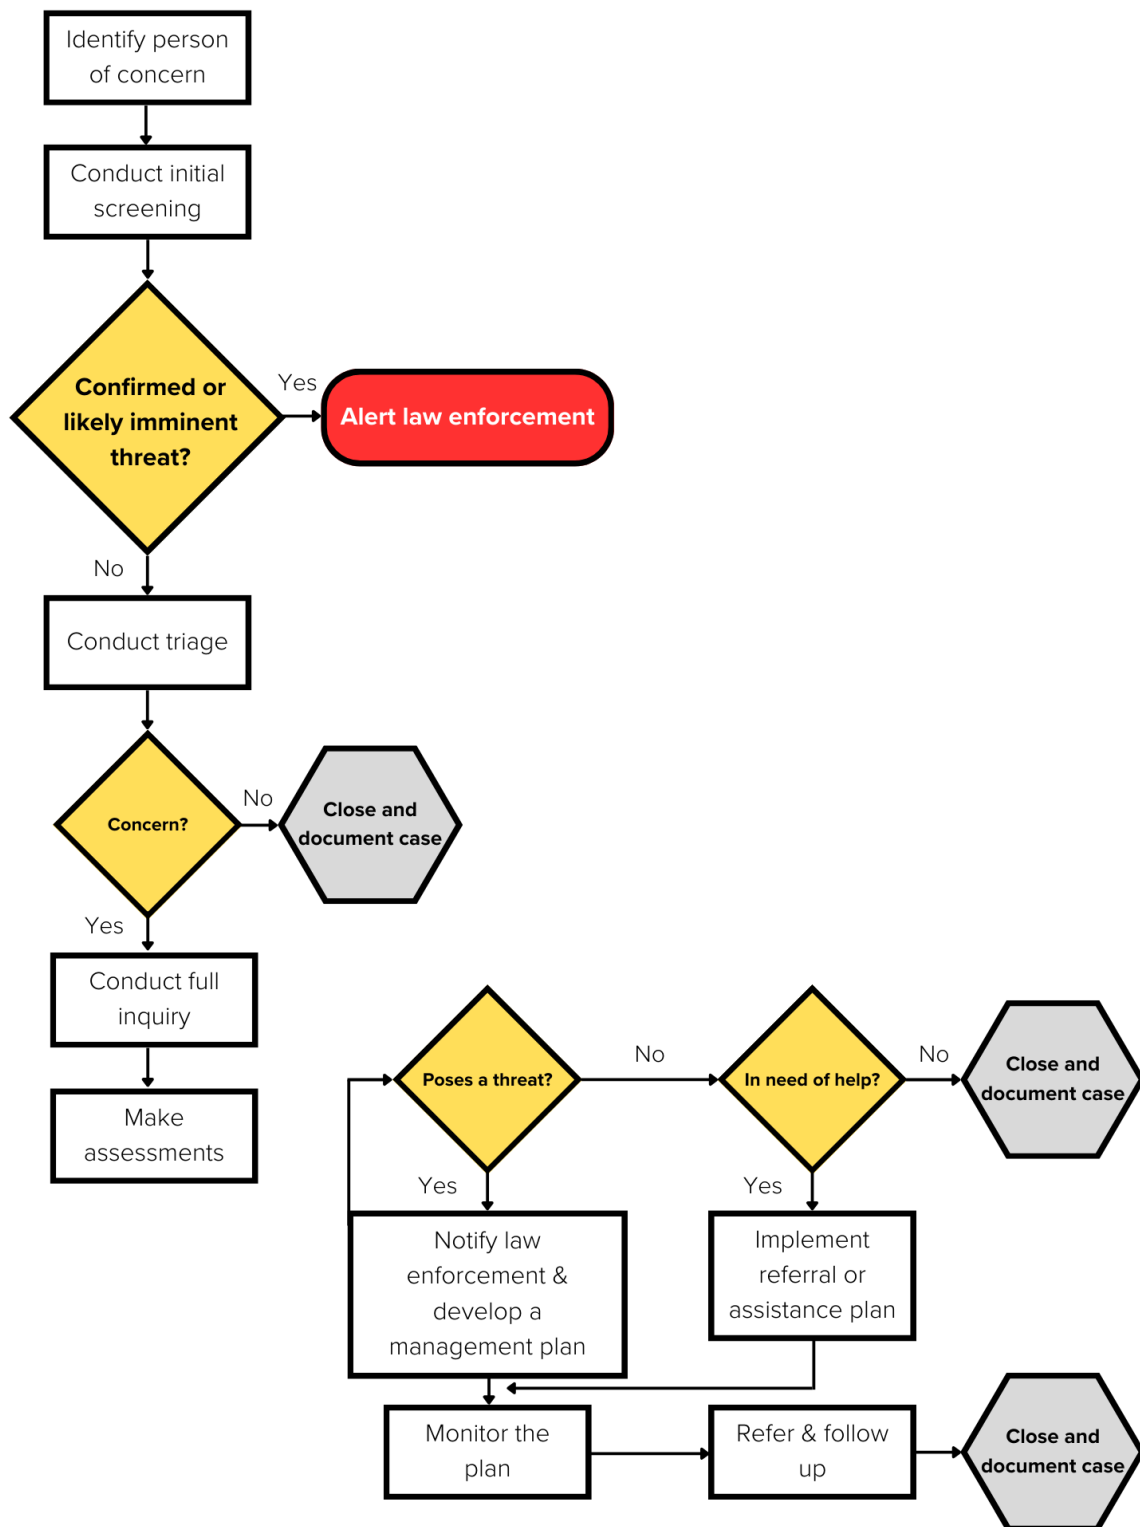 Identify person
of concern
Conduct initial
screening
Confirmed or
likely imminent
threat?
Yes
Alert law enforcement
No
Conduct triage
Concern?
No
Close and
document case
Yes
Conduct full
inquiry
Make
assessments
Poses a threat?
No
In need of help?
No
Close and
document case
Yes
Notify law
enforcement &
develop a
management plan
Yes
Implement
referral or
assistance plan
Monitor the
plan
Refer & follow
up
Close and
document case